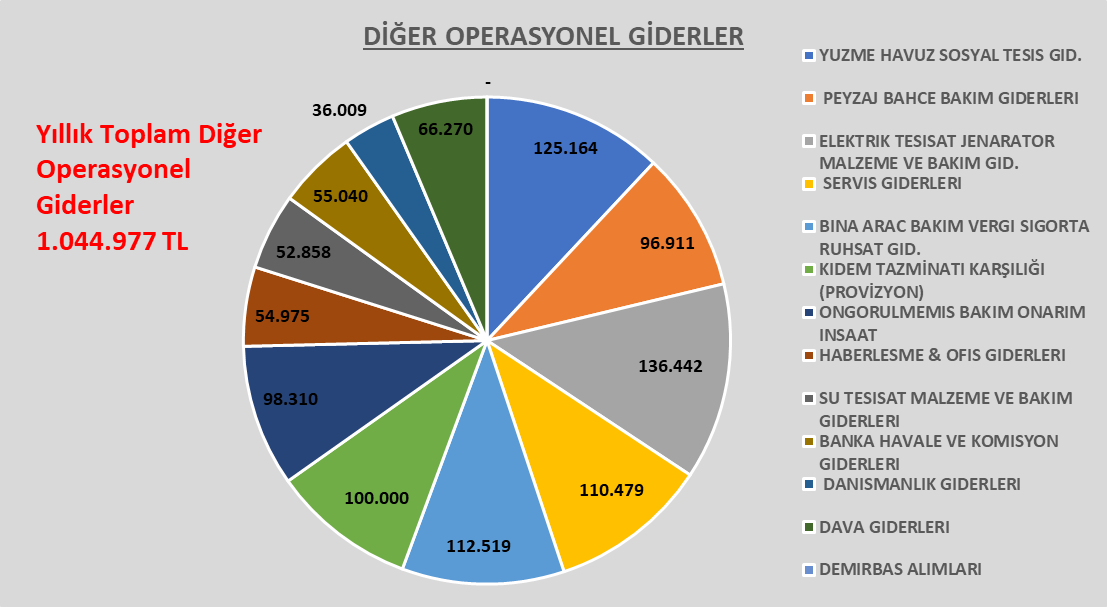 DİĞER OPERASYONEL GİDERLER
Yıllık Toplam Diğer
Operasyonel
Giderler
1.044.977 TL
-
125.164
96.911
136.442
110.479
112.519
100.000
98.310
54.975
52.858
55.040
36.009
66.270
YUZME HAVUZ SOSYAL TESIS GID.
PEYZAJ BAHCE BAKIM GIDERLERI
ELEKTRIK TESISAT JENARATOR
MALZEME VE BAKIM GID.
SERVIS GIDERLERI
BINA ARAC BAKIM VERGI SIGORTA
RUHSAT GID.
KIDEM TAZMİNATI KARŞILIĞI
(PROVİZYON)
ONGORULMEMIS BAKIM ONARIM
INSAAT
HABERLESME & OFIS GIDERLERI
SU TESISAT MALZEME VE BAKIM
GIDERLERI
BANKA HAVALE VE KOMISYON
GIDERLERI
DANISMANLIK GIDERLERI
DAVA GIDERLERI
DEMIRBAS ALIMLARI